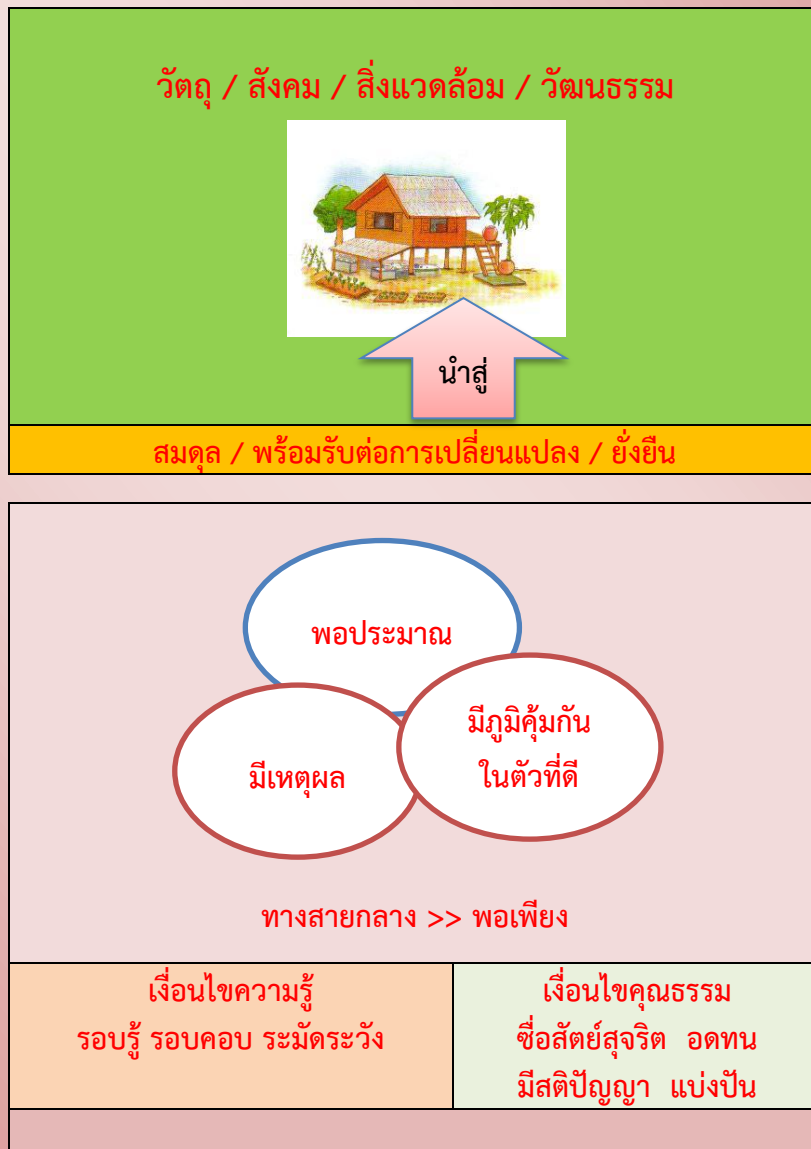 วัตถุ / สังคม / สิ่งแวดล้อม / วัฒนธรรม
นำสู่
สมดุล / พร้อมรับต่อการเปลี่ยนแปลง / ยั่งยืน
พอประมาณ
มีเหตุผล
มีภูมิคุ้มกัน
ในตัวที่ดี
ทางสายกลาง >> พอเพียง
เงื่อนไขความรู้
รอบรู้ รอบคอบ ระมัดระวัง
เงื่อนไขคุณธรรม
ซื่อสัตย์สุจริต อดทน
มีสติปัญญา แบ่งปัน